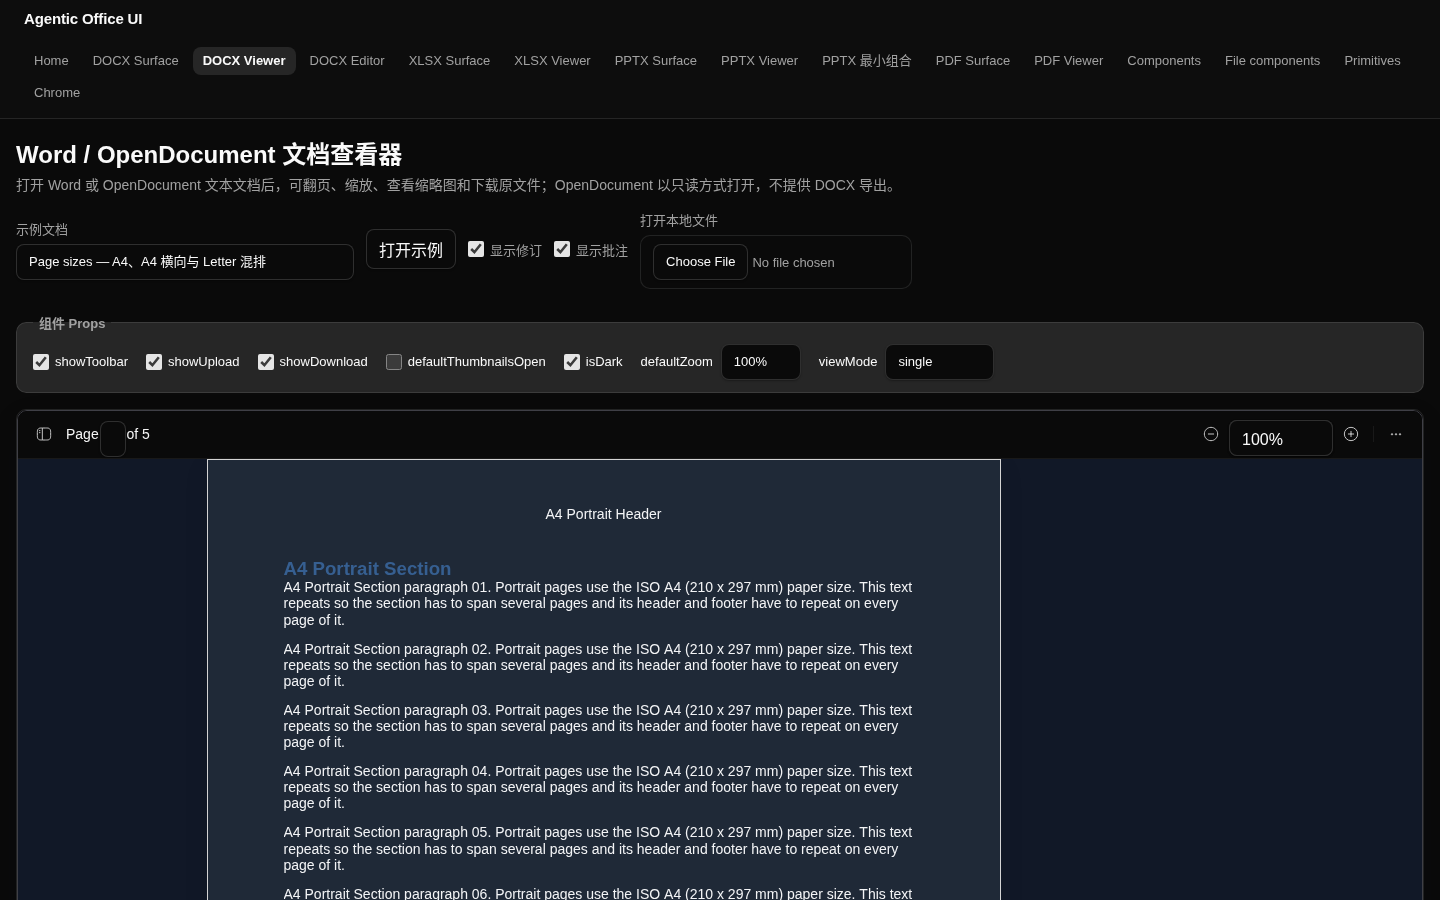 Agentic Office UI
Home DOCX Surface DOCX Viewer DOCX Editor XLSX Surface XLSX Viewer PPTX Surface PPTX Viewer PPTX 最小组合 PDF Surface PDF Viewer Components File components Primitives
Chrome
Word / OpenDocument 文档查看器
打开 Word 或 OpenDocument 文本文档后，可翻页、缩放、查看缩略图和下载原文件；OpenDocument 以只读方式打开，不提供 DOCX 导出。
示例文档
Page sizes — A4、A4 横向与 Letter 混排
打开示例
显示修订
显示批注
打开本地文件
Choose File No file chosen
组件 Props
showToolbar showUpload showDownload defaultThumbnailsOpen isDark defaultZoom 100% viewMode single
Page of 5
100%
A4 Portrait Header
A4 Portrait Section
A4 Portrait Section paragraph 01. Portrait pages use the ISO A4 (210 x 297 mm) paper size. This text
repeats so the section has to span several pages and its header and footer have to repeat on every
page of it.
A4 Portrait Section paragraph 02. Portrait pages use the ISO A4 (210 x 297 mm) paper size. This text
repeats so the section has to span several pages and its header and footer have to repeat on every
page of it.
A4 Portrait Section paragraph 03. Portrait pages use the ISO A4 (210 x 297 mm) paper size. This text
repeats so the section has to span several pages and its header and footer have to repeat on every
page of it.
A4 Portrait Section paragraph 04. Portrait pages use the ISO A4 (210 x 297 mm) paper size. This text
repeats so the section has to span several pages and its header and footer have to repeat on every
page of it.
A4 Portrait Section paragraph 05. Portrait pages use the ISO A4 (210 x 297 mm) paper size. This text
repeats so the section has to span several pages and its header and footer have to repeat on every
page of it.
A4 Portrait Section paragraph 06. Portrait pages use the ISO A4 (210 x 297 mm) paper size. This text